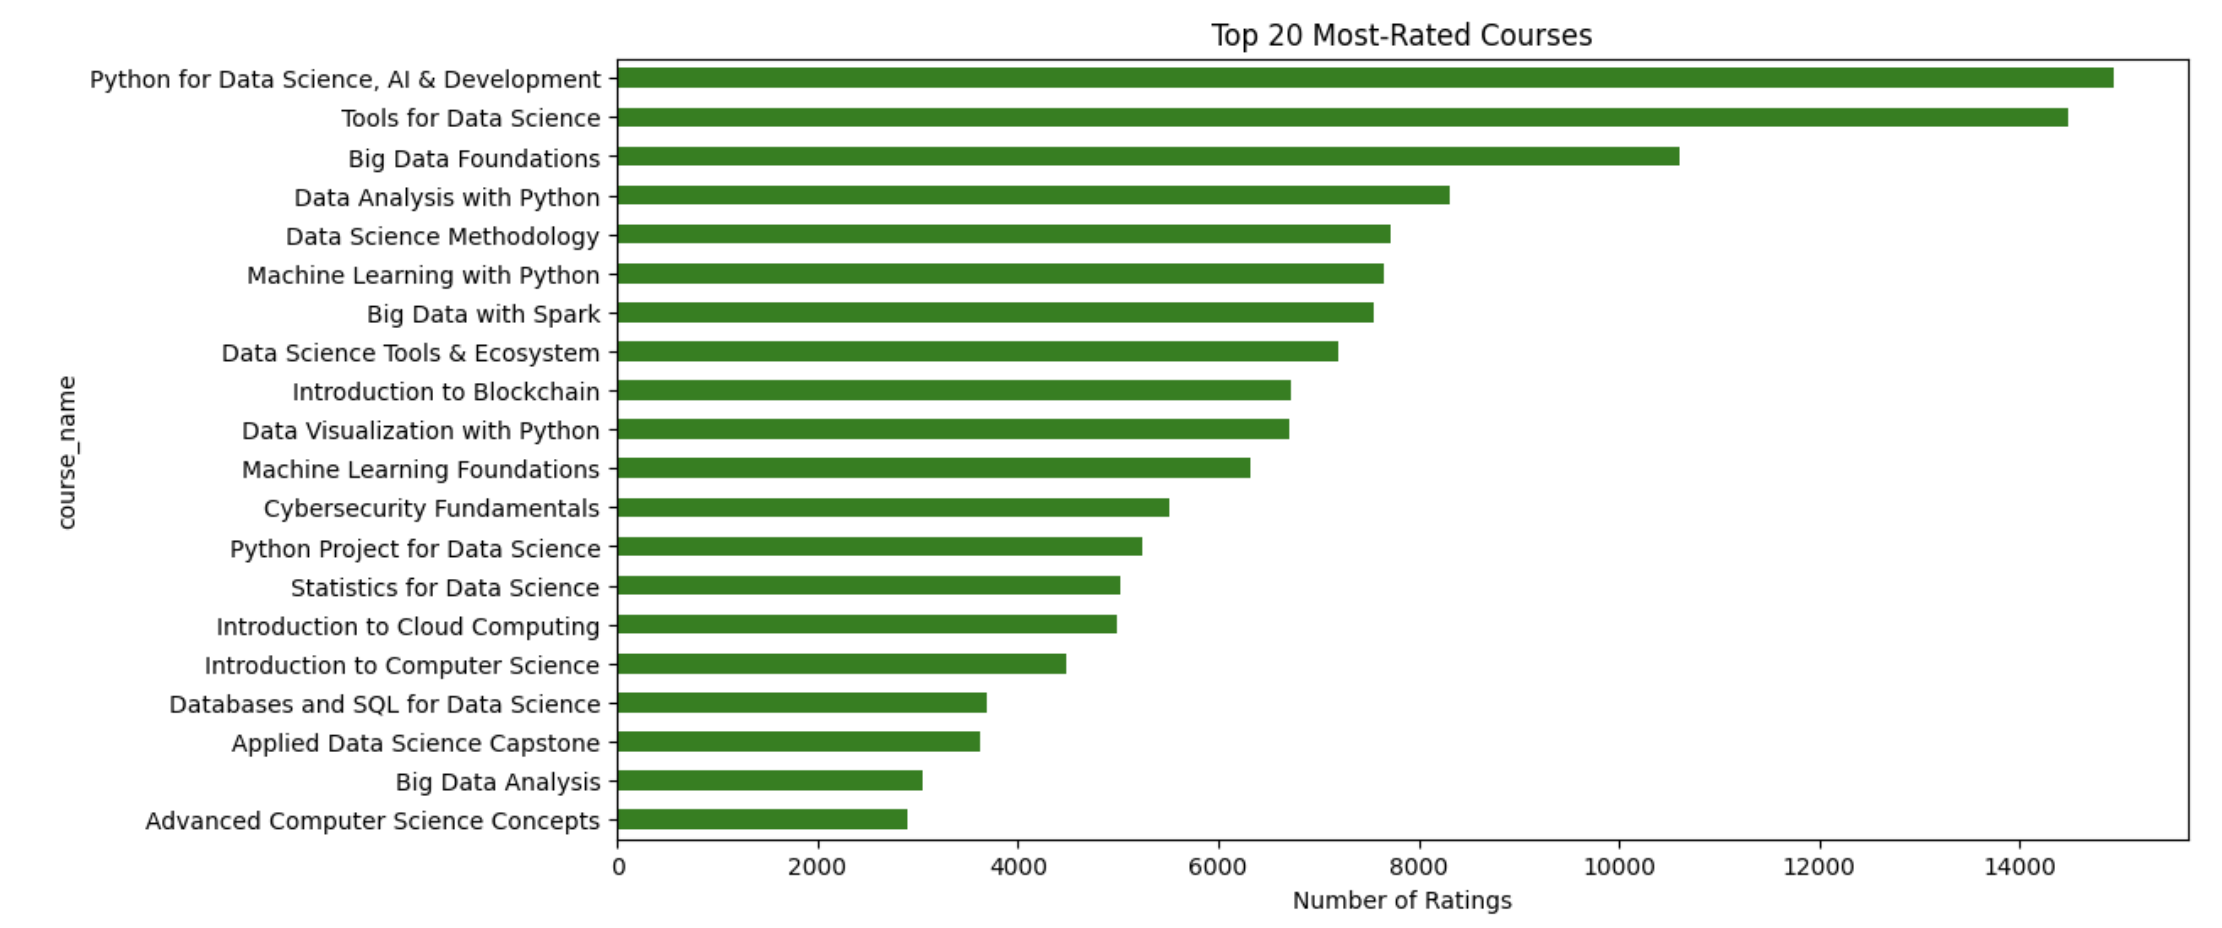 Top 20 Most-Rated Courses
Python for Data Science, AI & Development
Tools for Data Science
Big Data Foundations
Data Analysis with Python
Data Science Methodology
Machine Learning with Python
Big Data with Spark
Data Science Tools & Ecosystem
Introduction to Blockchain
Data Visualization with Python
Machine Learning Foundations
Cybersecurity Fundamentals
Python Project for Data Science
Statistics for Data Science
Introduction to Cloud Computing
Introduction to Computer Science
Databases and SQL for Data Science
Applied Data Science Capstone
Big Data Analysis
Advanced Computer Science Concepts
course_name
0 2000 4000 6000 8000 10000 12000 14000
Number of Ratings